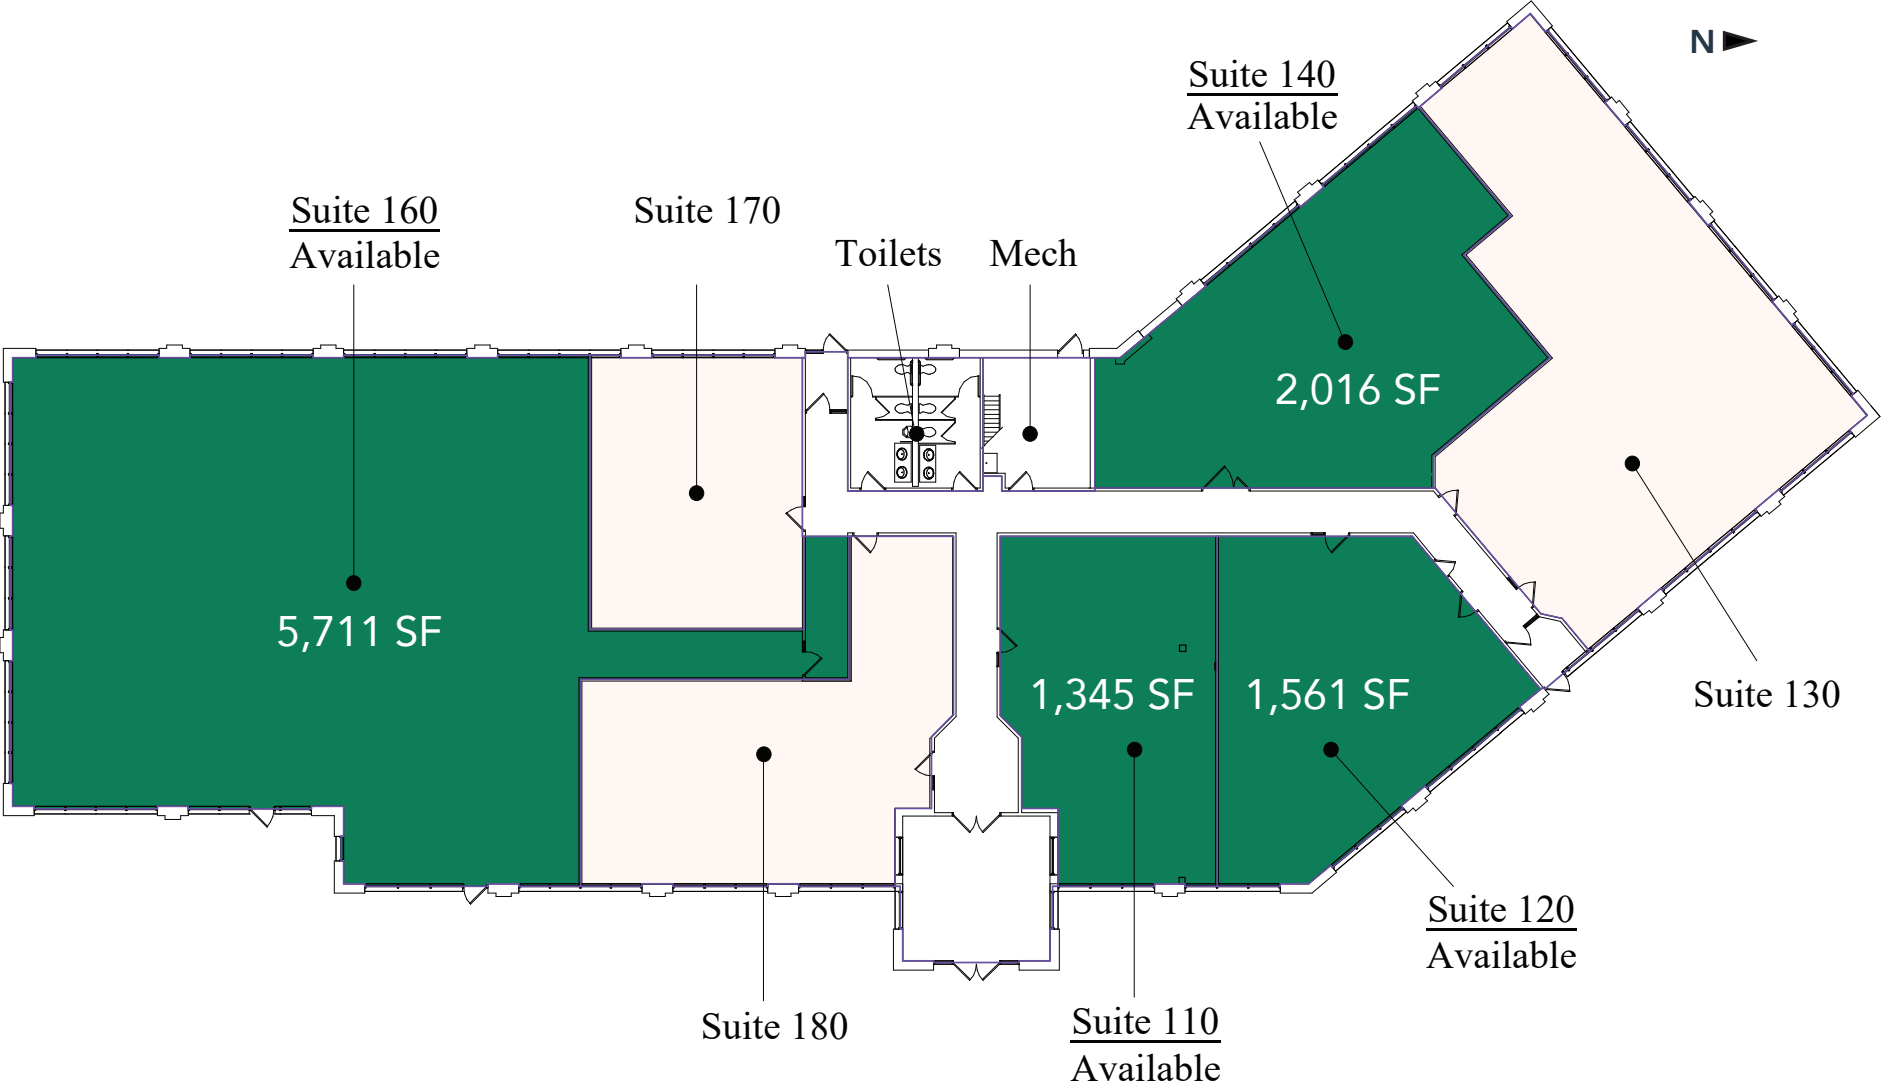 N
Suite 140
Available
Suite 160
Available
Suite 170
Toilets
Mech
2,016 SF
5,711 SF
1,345 SF
1,561 SF
Suite 130
Suite 120
Available
Suite 180
Suite 110
Available